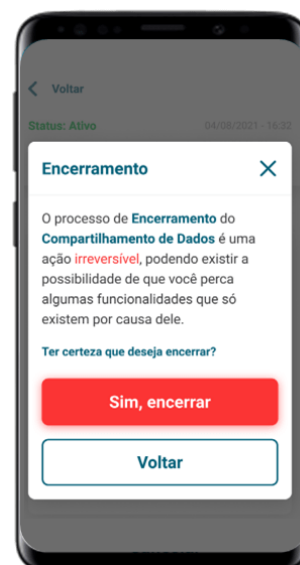 Voltar
Status: Ativo 04/08/2021 - 16:32
Encerramento
O processo de Encerramento do
Compartilhamento de Dados é uma
ação irreversível, podendo existir a
possibilidade de que você perca
algumas funcionalidades que só
existem por causa dele.
Ter certeza que deseja encerrar?
Sim, encerrar
Voltar